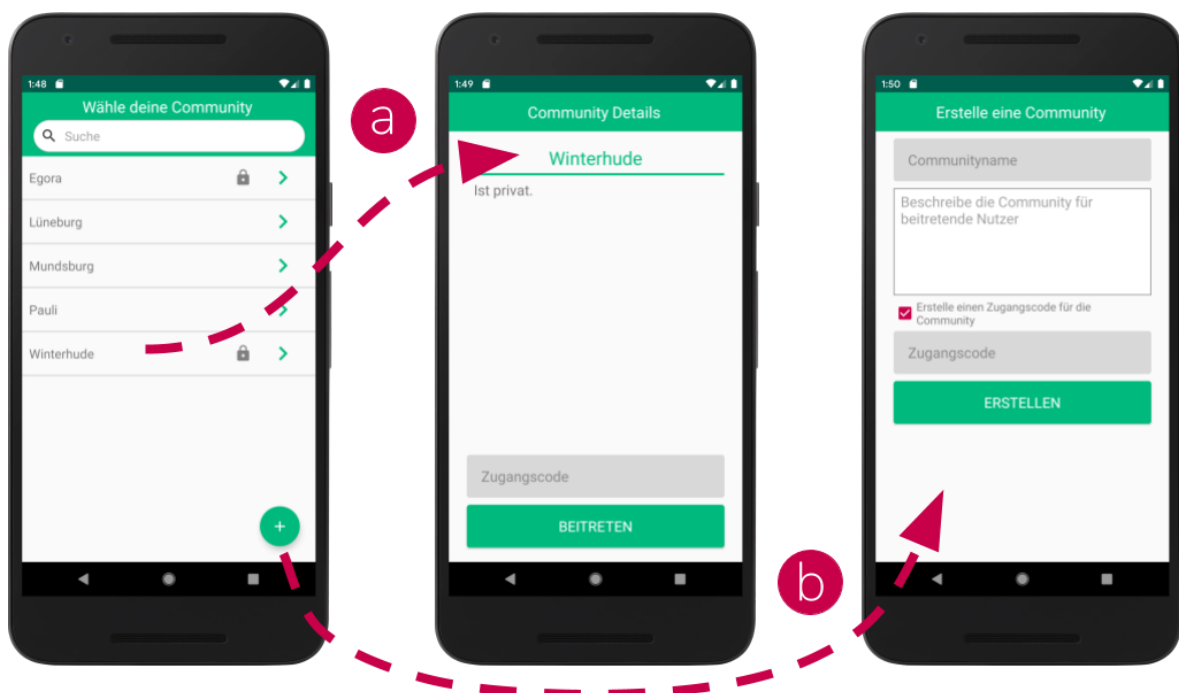 1:48
Wähle deine Community
Suche
Egora
Lüneburg
Mundsburg
Pauli
Winterhude
+
a
1:49
Community Details
Winterhude
Ist privat.
Zugangscode
BEITRETEN
b
1:50
Erstelle eine Community
Communityname
Beschreibe die Community für
beitretende Nutzer
Erstelle einen Zugangscode für die
Community
Zugangscode
ERSTELLEN